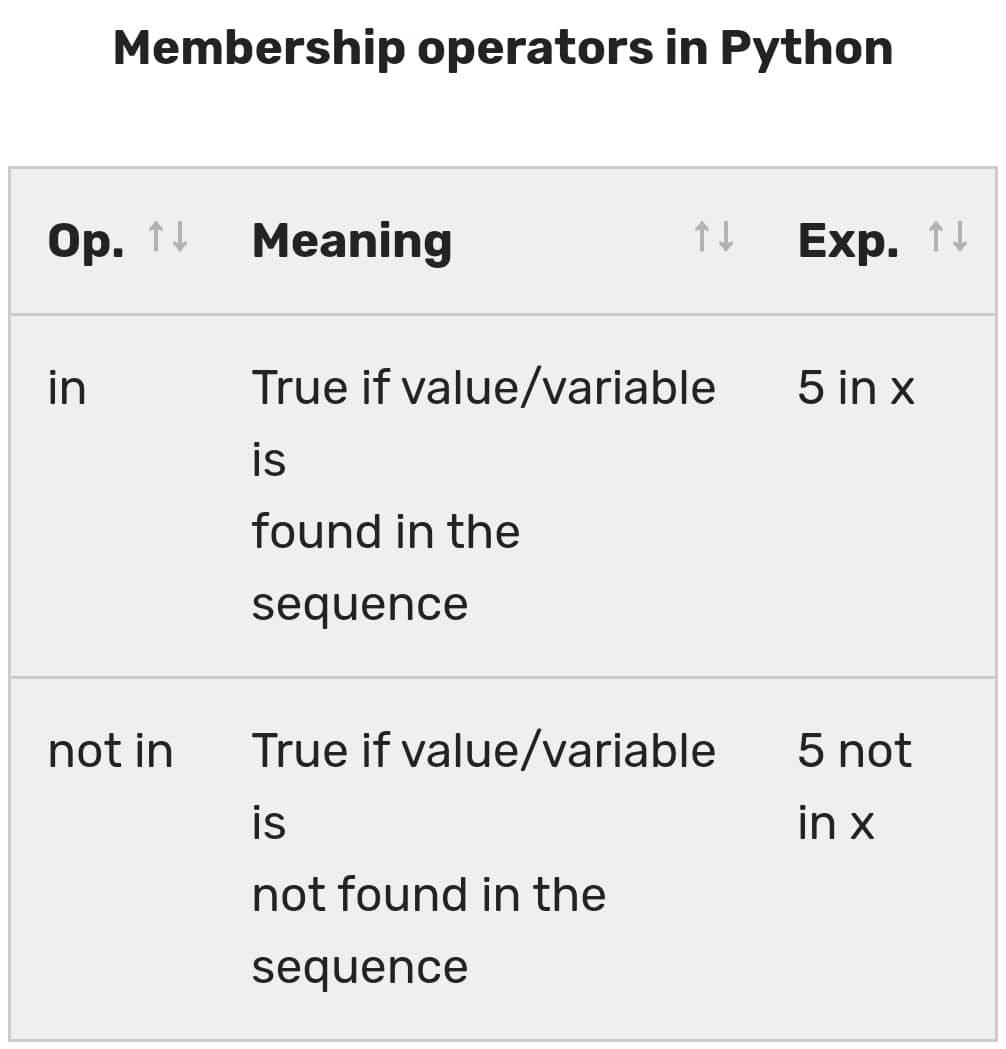 Membership operators in Python
Op. ↑↓ Meaning ↑↓ Exp. ↑↓
in True if value/variable 5 in x
is
found in the
sequence
not in True if value/variable 5 not
is in x
not found in the
sequence